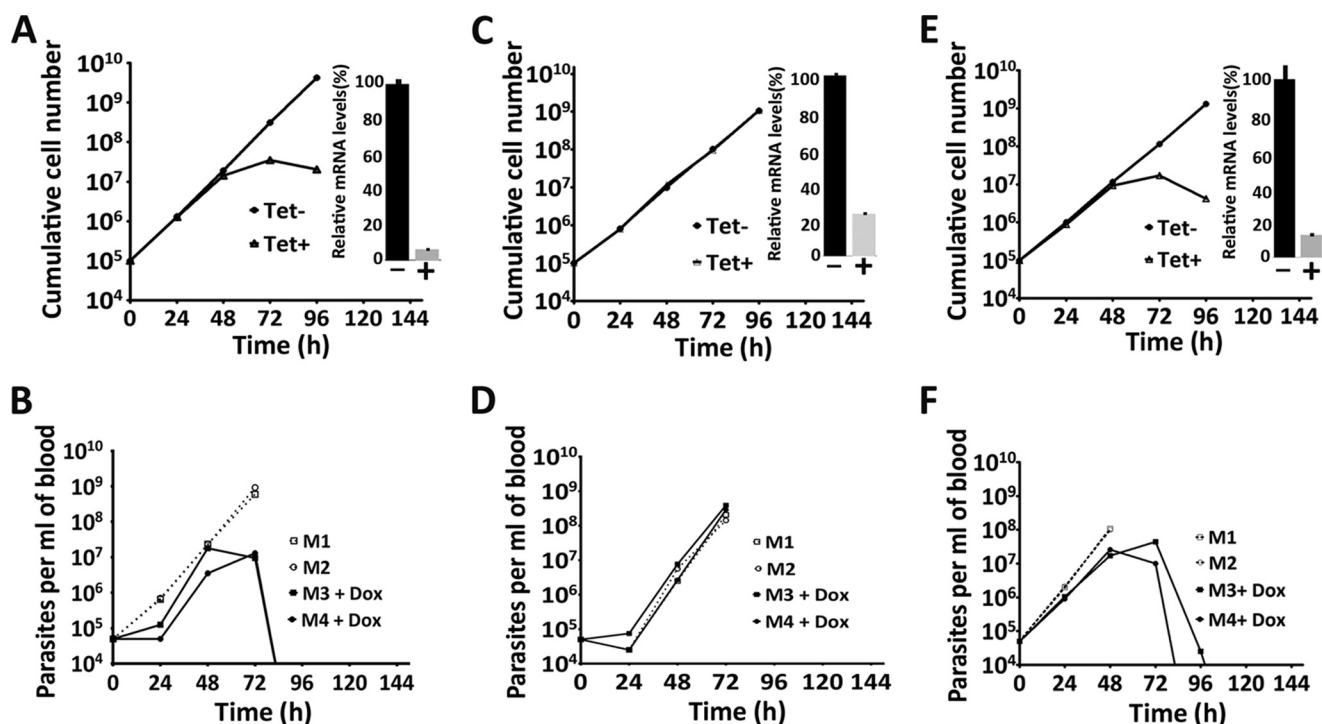 A
Cumulative cell number
10^10
10^9
10^8
10^7
10^6
10^5
10^4
0 24 48 72 96 120 144
Time (h)
Tet-
Tet+
Relative mRNA levels(%)
100
80
60
40
20
0
− +
C
Cumulative cell number
10^10
10^9
10^8
10^7
10^6
10^5
10^4
0 24 48 72 96 120 144
Time (h)
Tet-
Tet+
Relative mRNA levels(%)
100
80
60
40
20
0
− +
E
Cumulative cell number
10^10
10^9
10^8
10^7
10^6
10^5
10^4
0 24 48 72 96 120 144
Time (h)
Tet-
Tet+
Relative mRNA levels(%)
100
80
60
40
20
0
− +
B
Parasites per ml of blood
10^10
10^9
10^8
10^7
10^6
10^5
10^4
0 24 48 72 96 120 144
Time (h)
M1
M2
M3 + Dox
M4 + Dox
D
Parasites per ml of blood
10^10
10^9
10^8
10^7
10^6
10^5
10^4
0 24 48 72 96 120 144
Time (h)
M1
M2
M3 + Dox
M4 + Dox
F
Parasites per ml of blood
10^10
10^9
10^8
10^7
10^6
10^5
10^4
0 24 48 72 96 120 144
Time (h)
M1
M2
M3+ Dox
M4+ Dox